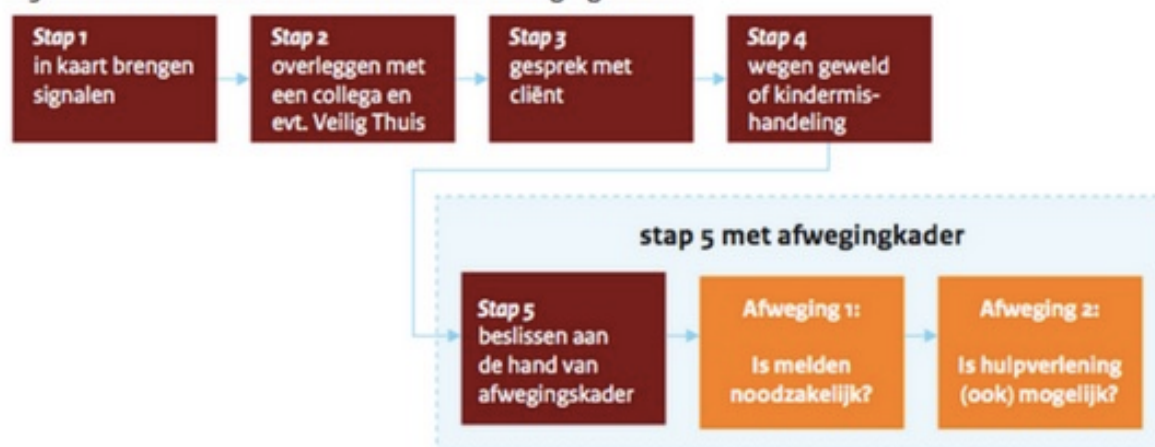 Stap 1
in kaart brengen
signalen
Stap 2
overleggen met
een collega en
evt. Veilig Thuis
Stap 3
gesprek met
cliënt
Stap 4
wegen geweld
of kindermis-
handeling
stap 5 met afwegingkader
Stap 5
beslissen aan
de hand van
afwegingskader
Afweging 1:
Is melden
noodzakelijk?
Afweging 2:
Is hulpverlening
(ook) mogelijk?